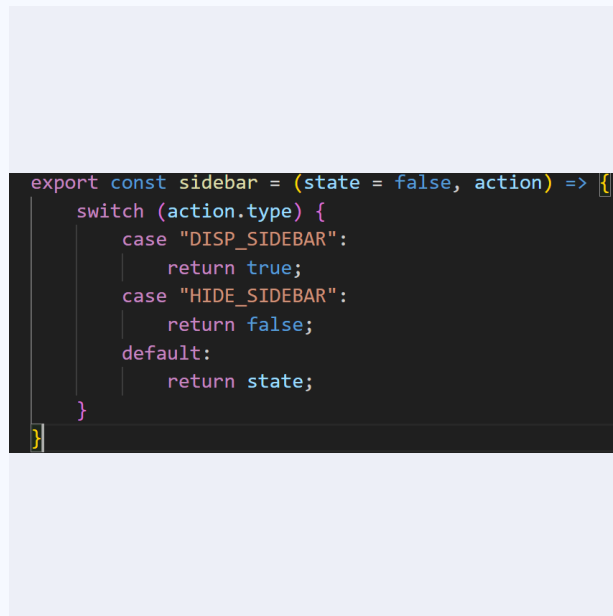 export const sidebar = (state = false, action) => {
    switch (action.type) {
        case "DISP_SIDEBAR":
            return true;
        case "HIDE_SIDEBAR":
            return false;
        default:
            return state;
    }
}